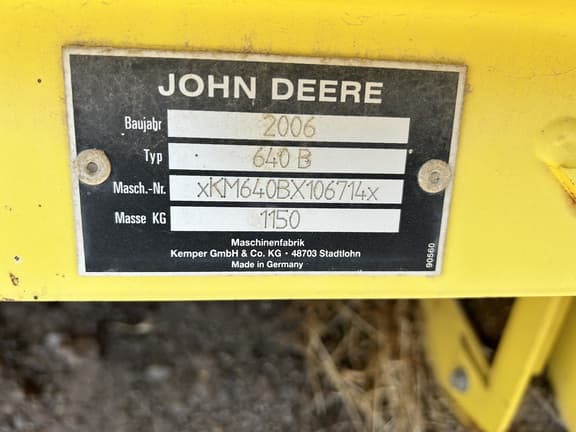 JOHN DEERE
Baujahr 2006
Typ 640 B
Masch.-Nr. xKM640BX106714x
Masse KG 1150
Maschinenfabrik
Kemper GmbH & Co. KG · 48703 Stadtlohn
Made in Germany
90560